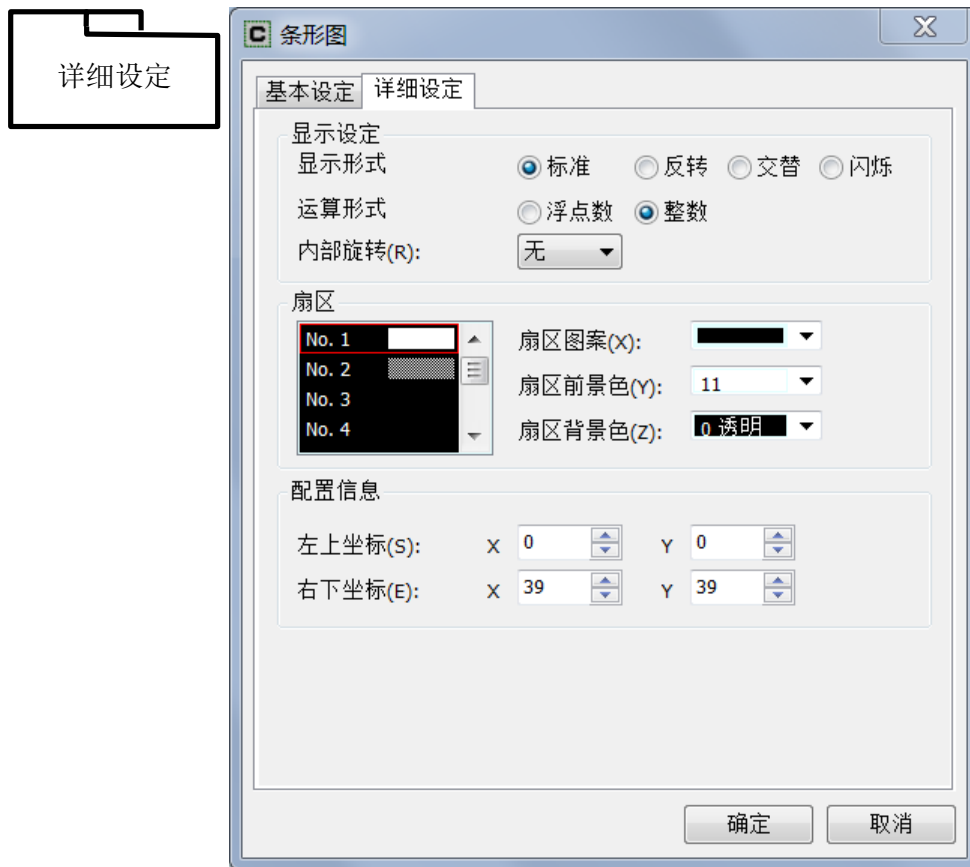 详细设定
C 条形图
基本设定 详细设定
显示设定
显示形式 标准 反转 交替 闪烁
运算形式 浮点数 整数
内部旋转(R): 无
扇区
No. 1
No. 2
No. 3
No. 4
扇区图案(X):
扇区前景色(Y): 11
扇区背景色(Z): 0 透明
配置信息
左上坐标(S): X 0 Y 0
右下坐标(E): X 39 Y 39
确定 取消